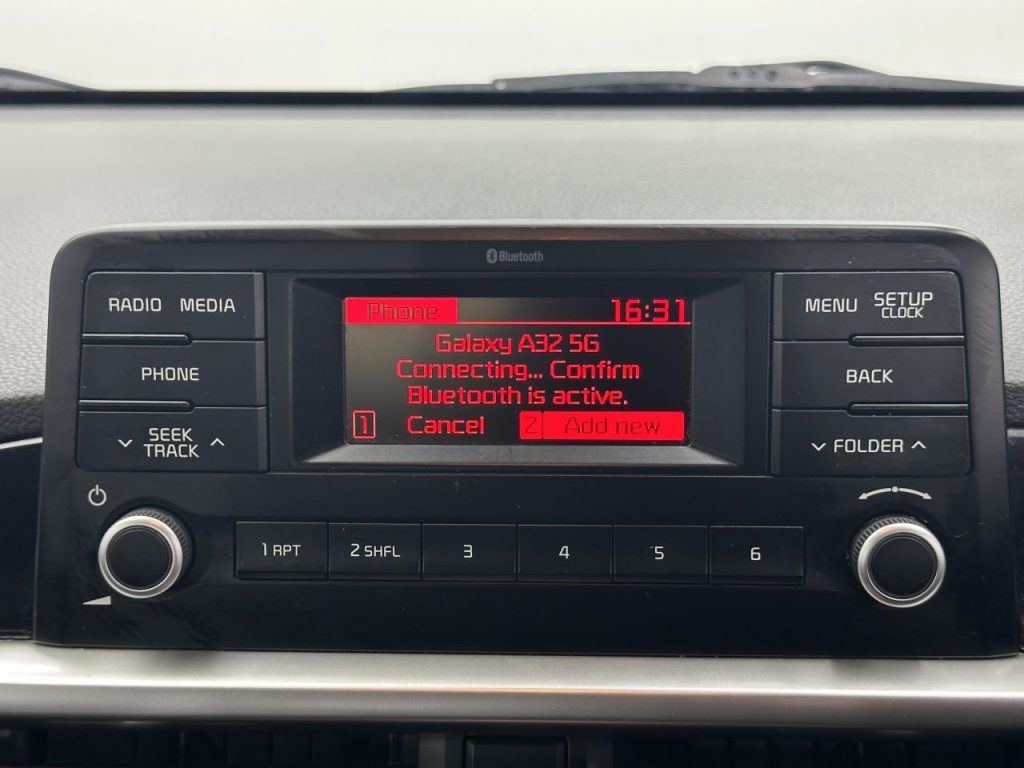 Bluetooth
RADIO MEDIA
PHONE
SEEK
TRACK
Phone 16:31
Galaxy A32 5G
Connecting... Confirm
Bluetooth is active.
1 Cancel 2 Add new
MENU SETUP
CLOCK
BACK
FOLDER
1 RPT
2 SHFL
3
4
5
6